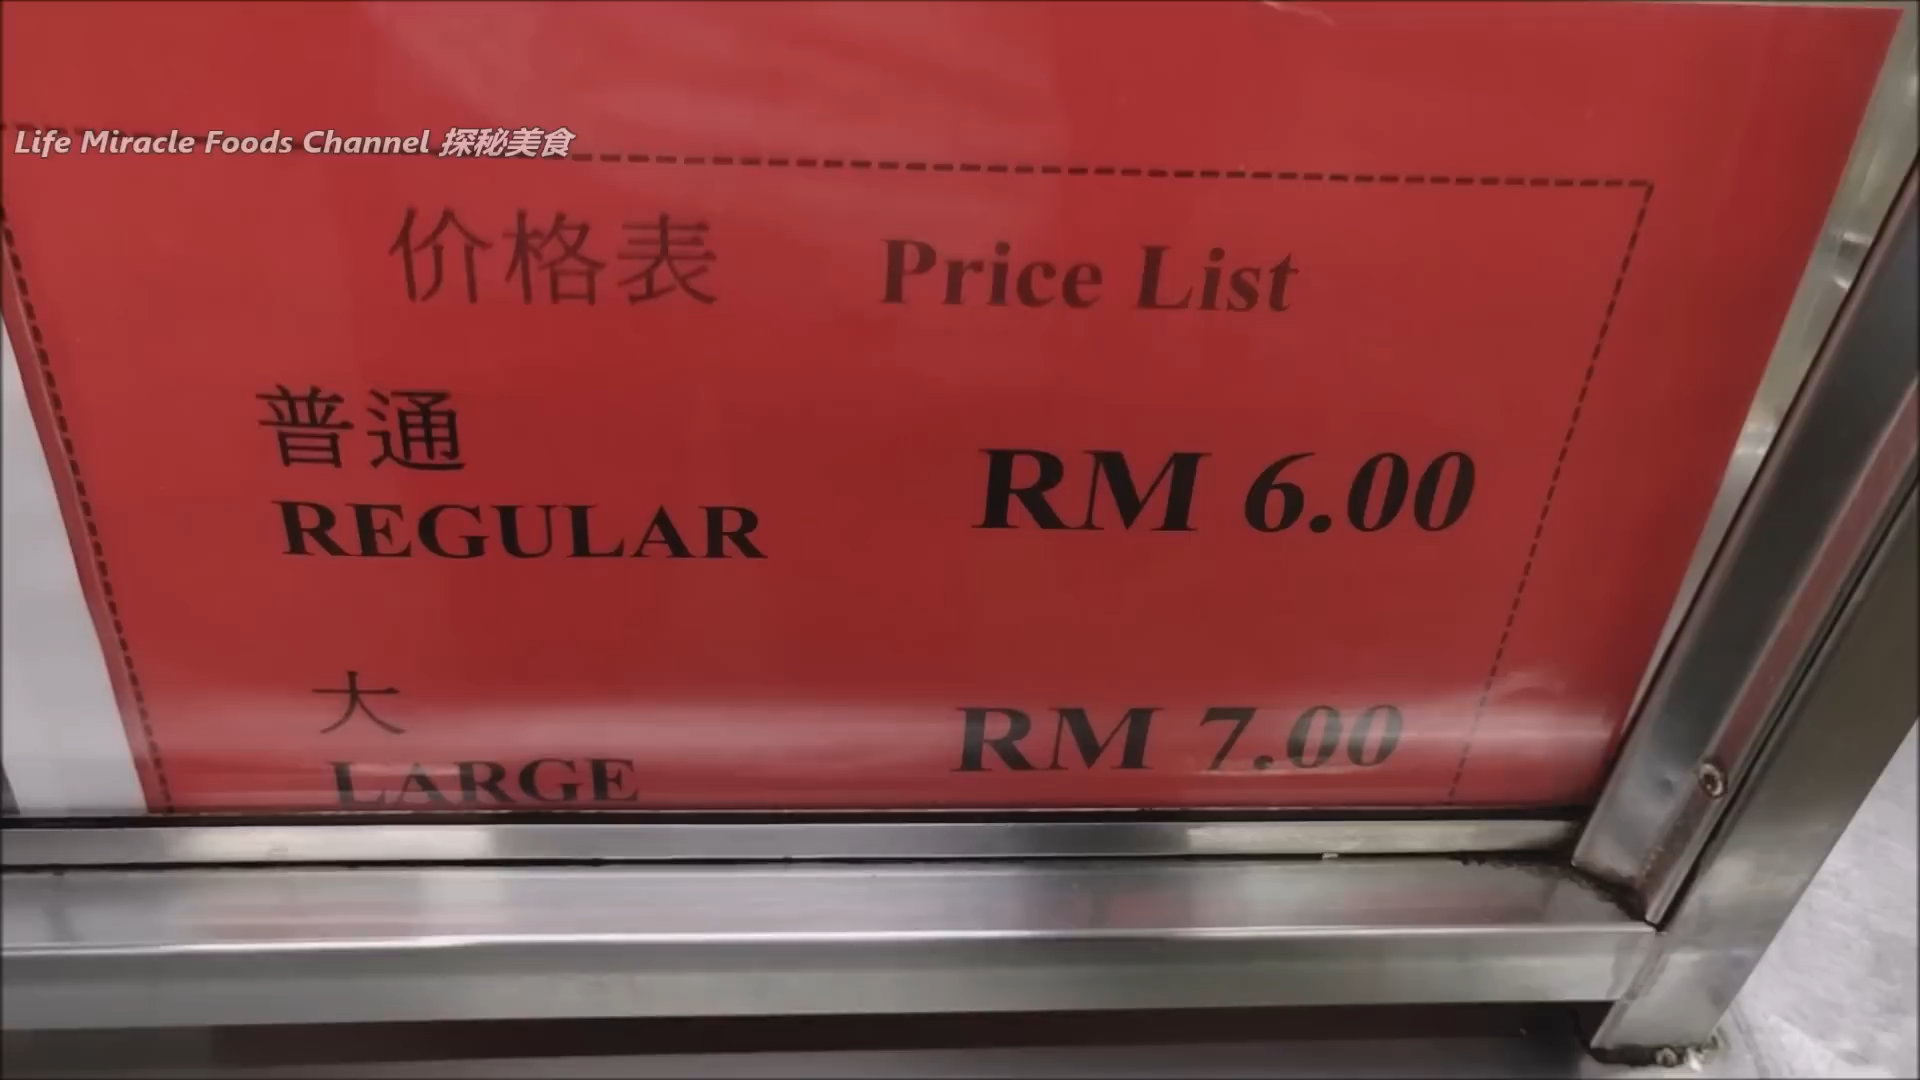 Life Miracle Foods Channel 探秘美食
价格表 Price List
普通
REGULAR RM 6.00
大
LARGE RM 7.00